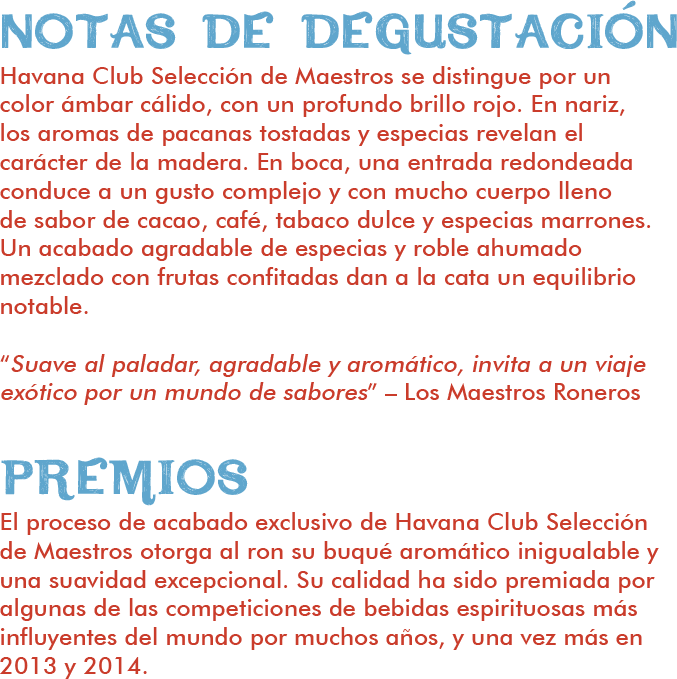 NOTAS DE DEGUSTACIÓN
Havana Club Selección de Maestros se distingue por un
color ámbar cálido, con un profundo brillo rojo. En nariz,
los aromas de pacanas tostadas y especias revelan el
carácter de la madera. En boca, una entrada redondeada
conduce a un gusto complejo y con mucho cuerpo lleno
de sabor de cacao, café, tabaco dulce y especias marrones.
Un acabado agradable de especias y roble ahumado
mezclado con frutas confitadas dan a la cata un equilibrio
notable.
“Suave al paladar, agradable y aromático, invita a un viaje
exótico por un mundo de sabores” – Los Maestros Roneros
PREMIOS
El proceso de acabado exclusivo de Havana Club Selección
de Maestros otorga al ron su buqué aromático inigualable y
una suavidad excepcional. Su calidad ha sido premiada por
algunas de las competiciones de bebidas espirituosas más
influyentes del mundo por muchos años, y una vez más en
2013 y 2014.